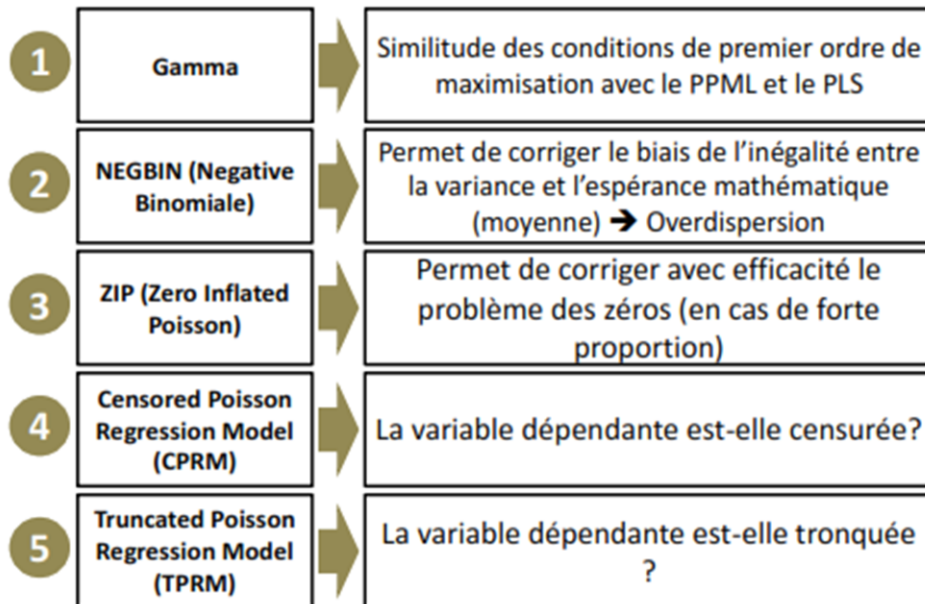 1
Gamma
Similitude des conditions de premier ordre de
maximisation avec le PPML et le PLS
2
NEGBIN (Negative
Binomiale)
Permet de corriger le biais de l'inégalité entre
la variance et l'espérance mathématique
(moyenne) ➔ Overdispersion
3
ZIP (Zero Inflated
Poisson)
Permet de corriger avec efficacité le
problème des zéros (en cas de forte
proportion)
4
Censored Poisson
Regression Model
(CPRM)
La variable dépendante est-elle censurée?
5
Truncated Poisson
Regression Model
(TPRM)
La variable dépendante est-elle tronquée
?